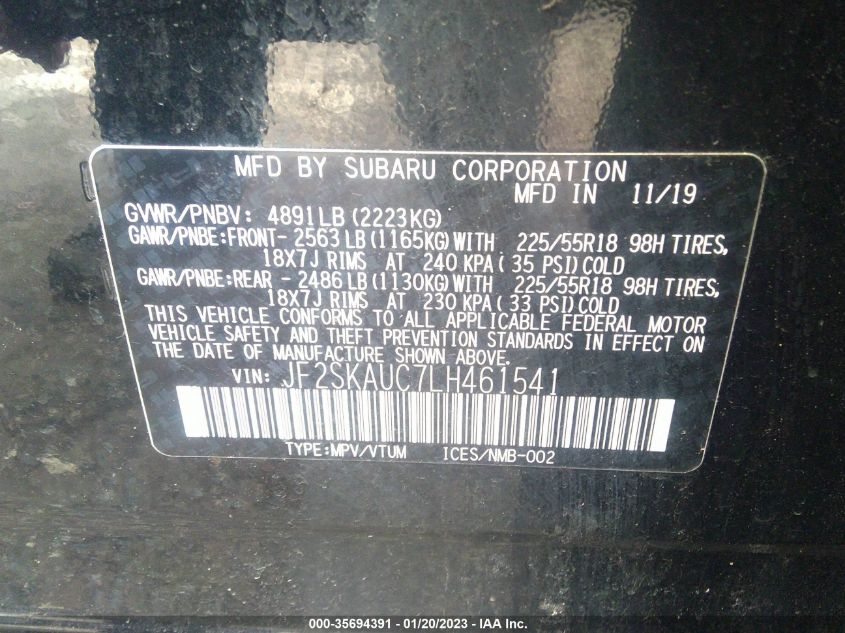 MFD BY SUBARU CORPORATION
MFD IN 11/19
GVWR/PNBV: 4891LB (2223KG)
GAWR/PNBE:FRONT- 2563 LB (1165KG) WITH 225/55R18 98H TIRES,
18X7J RIMS AT 240 KPA ( 35 PSI) COLD
GAWR/PNBE:REAR - 2486 LB (1130KG) WITH 225/55R18 98H TIRES,
18X7J RIMS AT 230 KPA ( 33 PSI) COLD
THIS VEHICLE CONFORMS TO ALL APPLICABLE FEDERAL MOTOR
VEHICLE SAFETY AND THEFT PREVENTION STANDARDS IN EFFECT ON
THE DATE OF MANUFACTURE SHOWN ABOVE.
VIN: JF2SKAUC7LH461541
TYPE:MPV/VTUM ICES/NMB-002
000-35694391 - 01/20/2023 - IAA Inc.